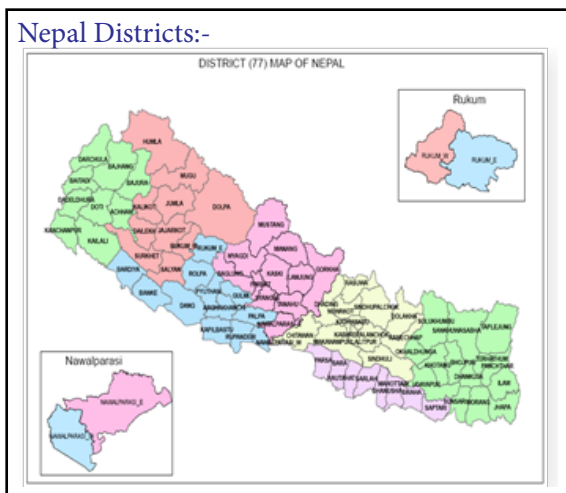 Nepal Districts:-
DISTRICT (77) MAP OF NEPAL
Rukum
RUKUM_W
RUKUM_E
HUMLA
DARCHULA
BAJHANG
MUGU
BAITADI
BAJURA
DADELDHURA
DOTI
ACHHAM
KALIKOT
JUMLA
DOLPA
KANCHANPUR
KAILALI
DAILEKH
JAJARKOT
MUSTANG
RUKUM_W
RUKUM_E
SURKHET
SALYAN
ROLPA
MYAGDI
MANANG
BAGLUNG
KASKI
LAMJUNG
GORKHA
BARDIYA
BANKE
DANG
PYUTHAN
GULMI
PARBAT
SYANGJA
TANAHU
ARGHAKHANCHI
PALPA
NAWALPARASI_E
KAPILBASTU
RUPANDEHI
NAWALPARASI_W
RASUWA
DHADING
NUWAKOT
SINDHUPALCHOK
DOLAKHA
CHITAWAN
LALITPUR
RAMECHHAP
SINDHULI
SOLUKHUMBU
SANKHUWASABHA
TAPLEJUNG
OKHALDHUNGA
KHOTANG
BHOJPUR
TERHATHUM
PANCHTHAR
DHANKUTA
ILAM
UDAYAPUR
PARSA
BARA
RAUTAHAT
SARLAHI
MAHOTTARI
DHANUSHA
SIRAHA
SAPTARI
SUNSARI
MORANG
JHAPA
Nawalparasi
NAWALPARASI_E
NAWALPARASI_W